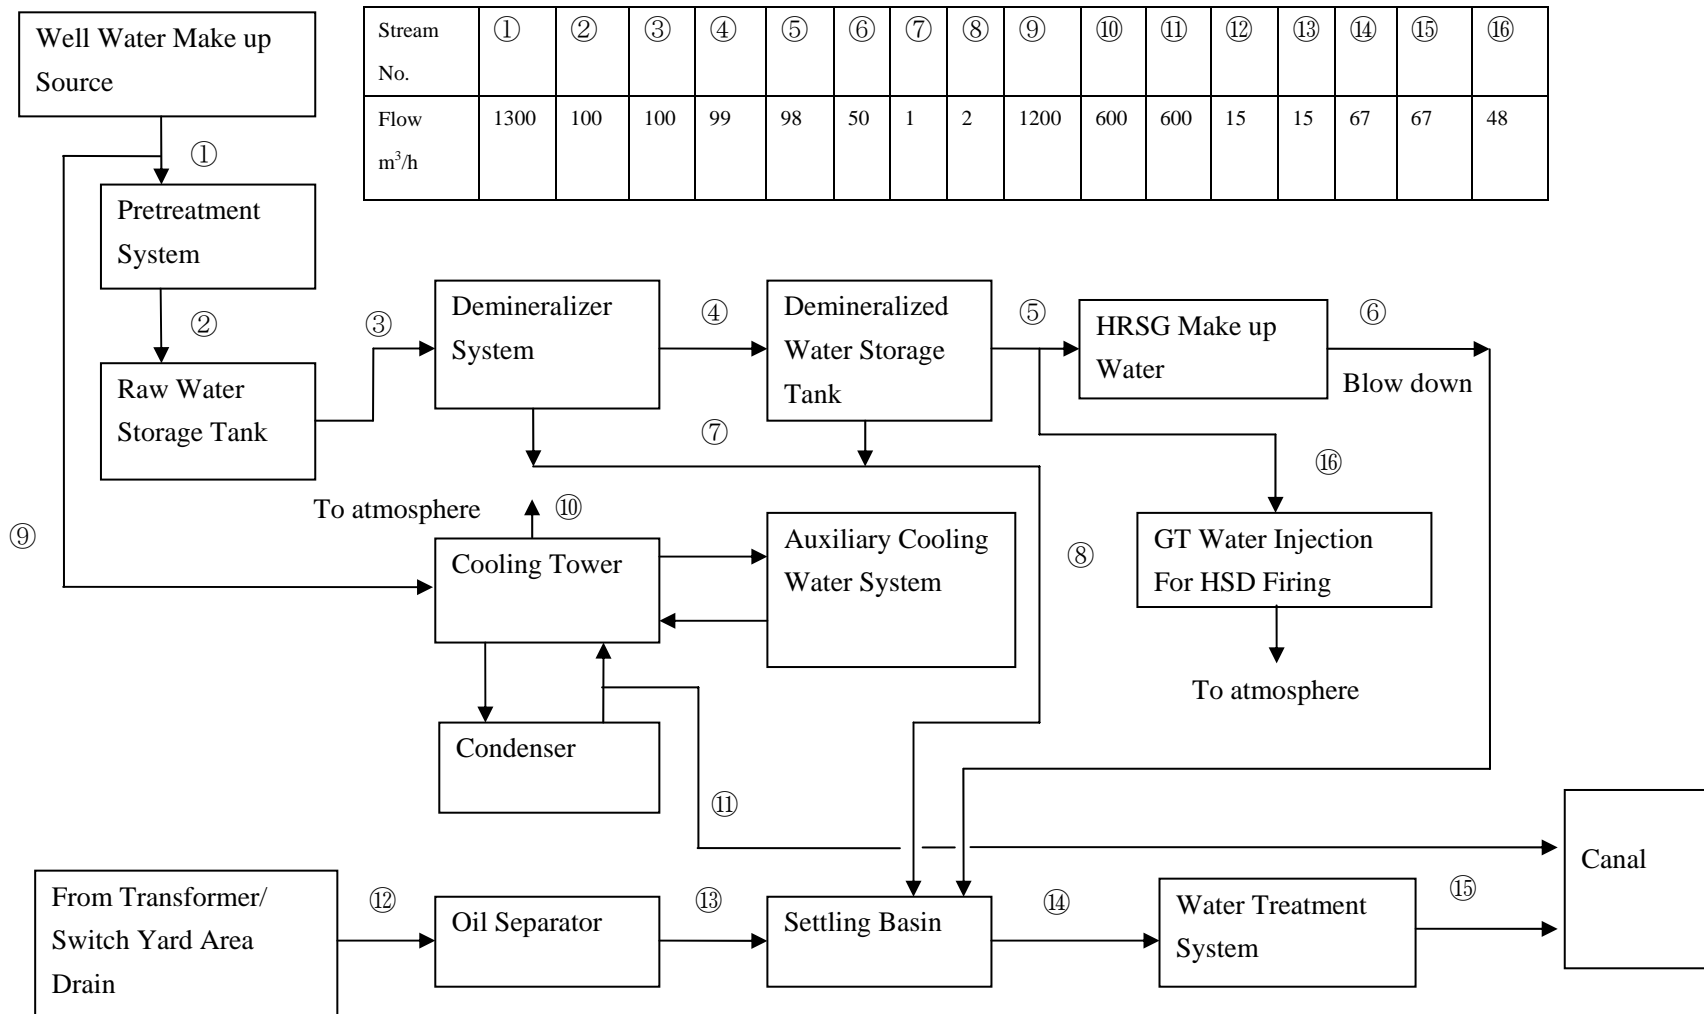 Well Water Make up
Source
Stream
No.
① ② ③ ④ ⑤ ⑥ ⑦ ⑧ ⑨ ⑩ ⑪ ⑫ ⑬ ⑭ ⑮ ⑯
Flow
m³/h
1300 100 100 99 98 50 1 2 1200 600 600 15 15 67 67 48
①
Pretreatment
System
②
③
Demineralizer
System
④
Demineralized
Water Storage
Tank
⑤
HRSG Make up
Water
⑥
Blow down
Raw Water
Storage Tank
⑦
⑯
To atmosphere
⑩
⑨
Cooling Tower
Auxiliary Cooling
Water System
⑧
GT Water Injection
For HSD Firing
To atmosphere
Condenser
⑪
Canal
From Transformer/
Switch Yard Area
Drain
⑫
Oil Separator
⑬
Settling Basin
⑭
Water Treatment
System
⑮